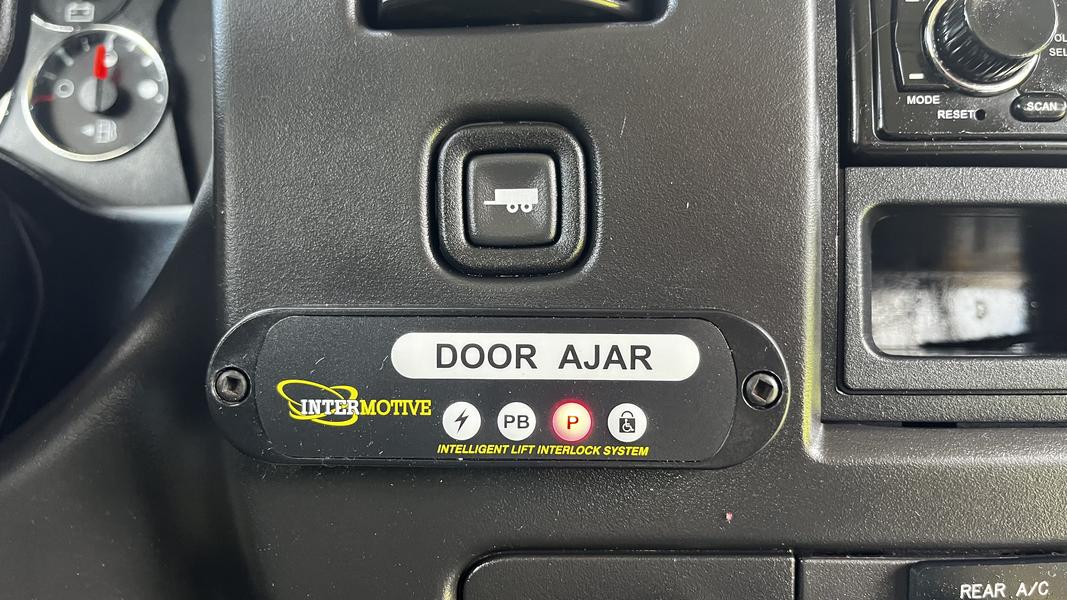 MODE
RESET
SCAN
DOOR AJAR
INTERMOTIVE
PB
P
INTELLIGENT LIFT INTERLOCK SYSTEM
REAR A/C